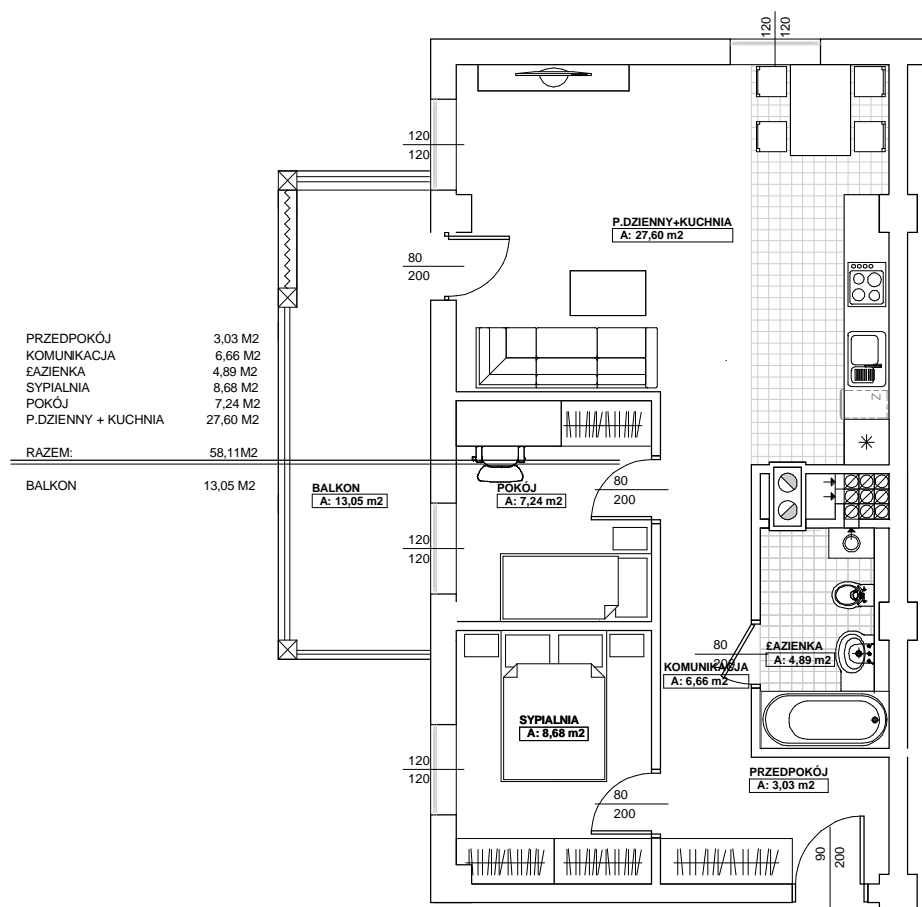 120 120
120
120
P.DZIENNY+KUCHNIA
A: 27,60 m2
80
200
PRZEDPOKÓJ 3,03 M2
KOMUNIKACJA 6,66 M2
£AZIENKA 4,89 M2
SYPIALNIA 8,68 M2
POKÓJ 7,24 M2
P.DZIENNY + KUCHNIA 27,60 M2
RAZEM: 58,11M2
BALKON 13,05 M2
Z
BALKON
A: 13,05 m2
POKÓJ
A: 7,24 m2
80
200
120
120
80
200
£AZIENKA
A: 4,89 m2
KOMUNIKACJA
A: 6,66 m2
SYPIALNIA
A: 8,68 m2
120
120
PRZEDPOKÓJ
A: 3,03 m2
80
200
90
200